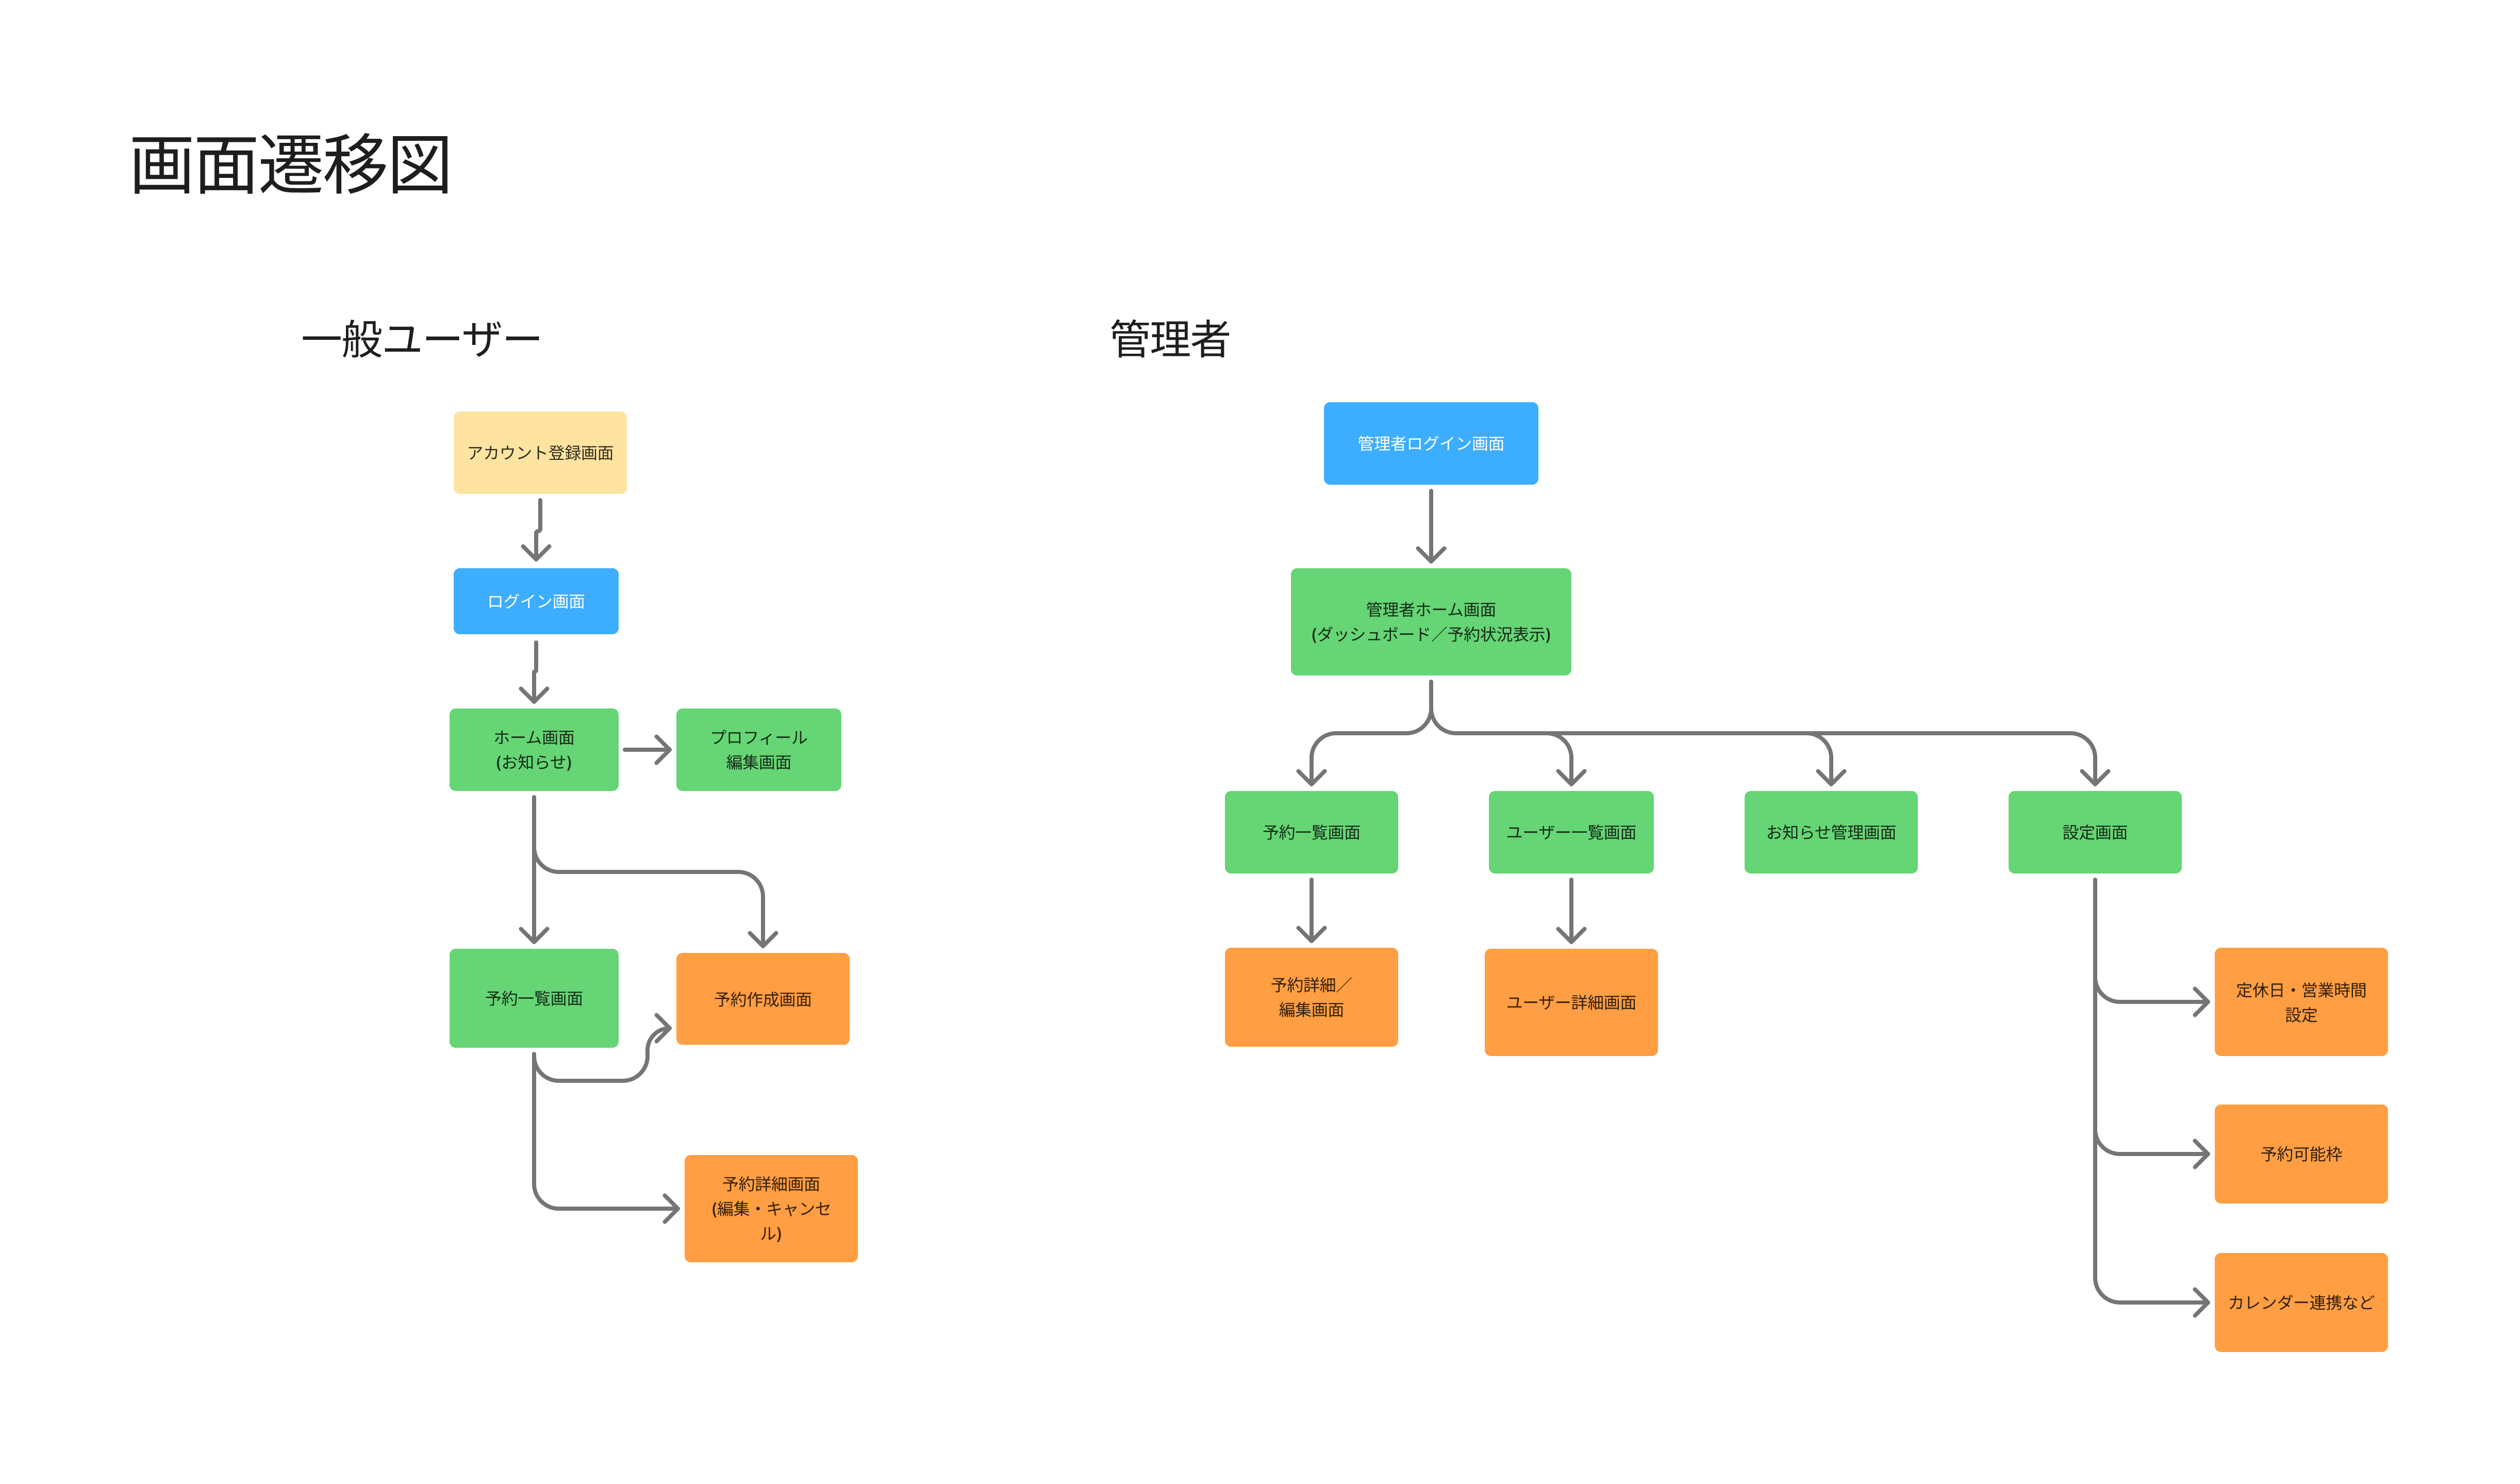 画面遷移図
一般ユーザー
アカウント登録画面
ログイン画面
ホーム画面
(お知らせ)
プロフィール
編集画面
予約一覧画面
予約作成画面
予約詳細画面
(編集・キャンセ
ル)
管理者
管理者ログイン画面
管理者ホーム画面
(ダッシュボード／予約状況表示)
予約一覧画面
ユーザー一覧画面
お知らせ管理画面
設定画面
予約詳細／
編集画面
ユーザー詳細画面
定休日・営業時間
設定
予約可能枠
カレンダー連携など